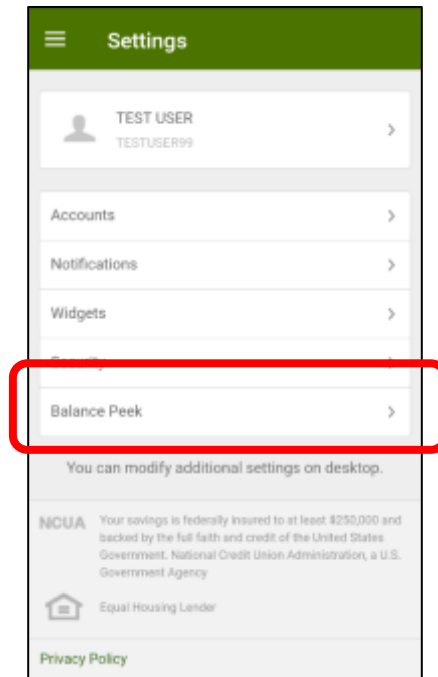 Settings
TEST USER
TESTUSER99
Accounts
Notifications
Widgets
Security
Balance Peek
You can modify additional settings on desktop.
NCUA
Your savings is federally insured to at least $250,000 and
backed by the full faith and credit of the United States
Government. National Credit Union Administration, a U.S.
Government Agency
Equal Housing Lender
Privacy Policy